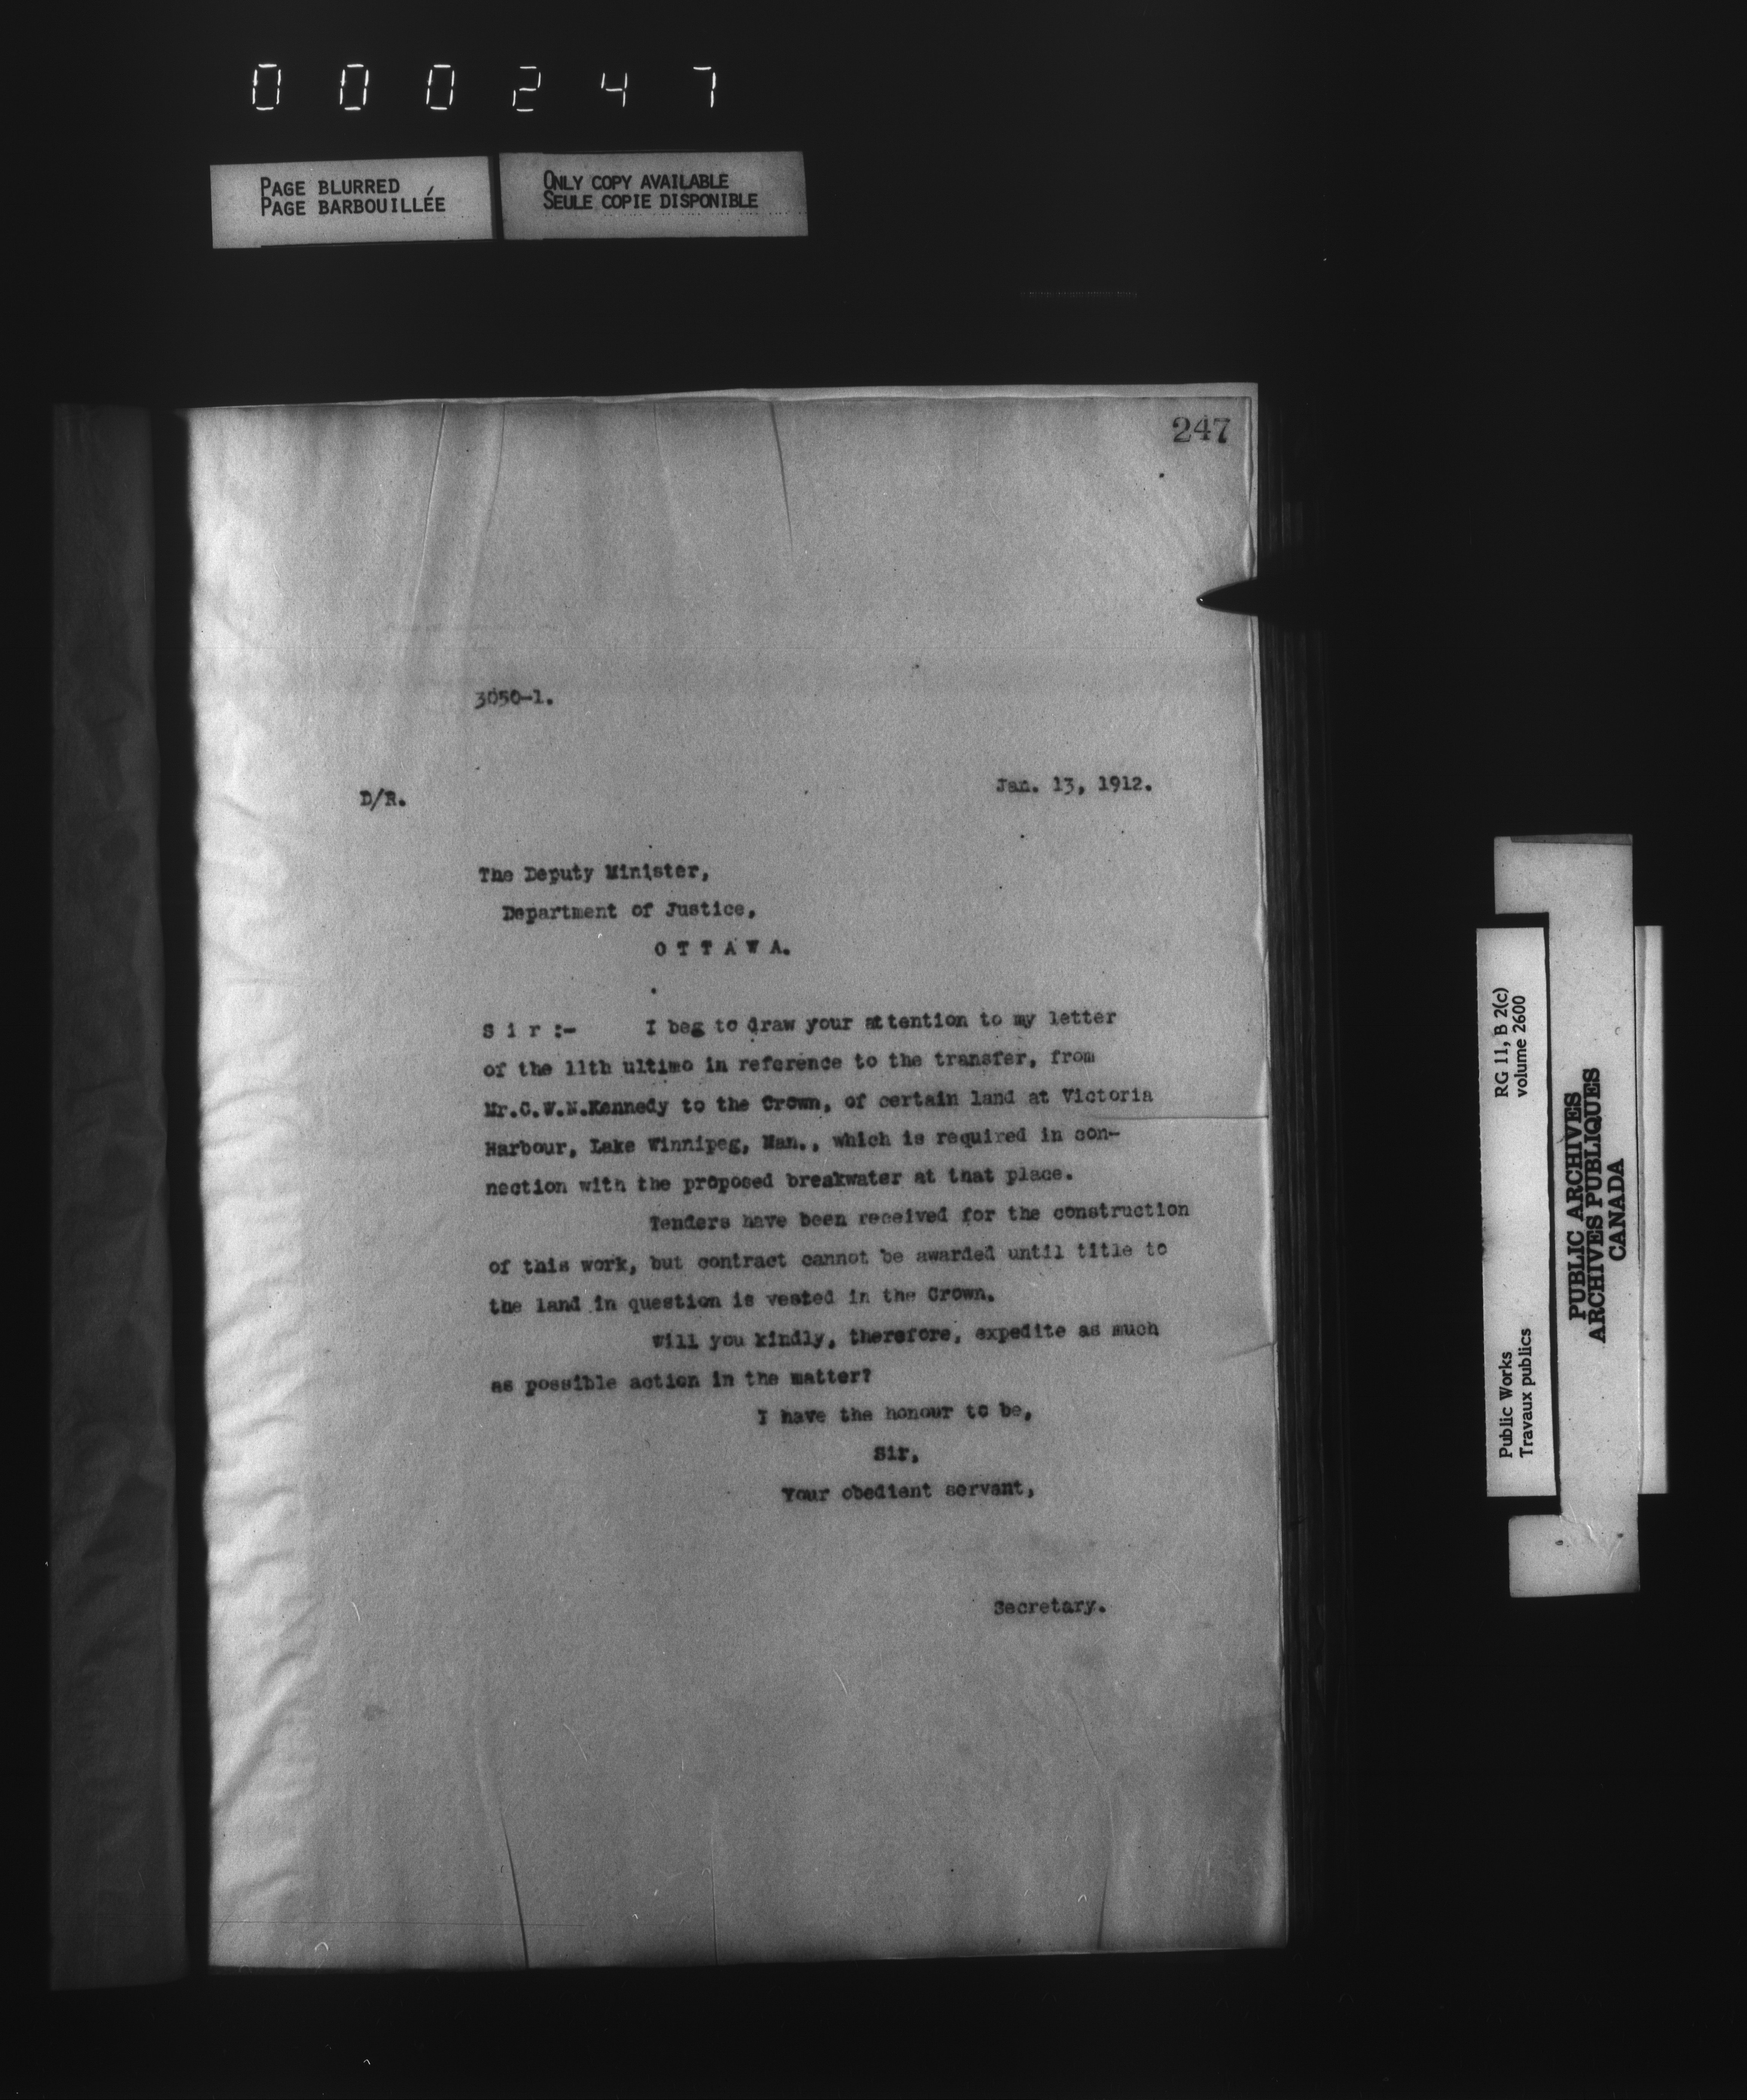 000247
PAGE BLURRED
PAGE BARBOUILLÉE
ONLY COPY AVAILABLE
SEULE COPIE DISPONIBLE
247
3050-1.
Jan. 13, 1912.
D/R.
The Deputy Minister,
Department of Justice,
O T T A W A.
S i r :- I beg to draw your attention to my letter
of the 11th ultimo in reference to the transfer, from
Mr.C.W.N.Kennedy to the Crown, of certain land at Victoria
Harbour, Lake Winnipeg, Man., which is required in con-
nection with the proposed breakwater at that place.
Tenders have been received for the construction
of this work, but contract cannot be awarded until title to
the land in question is vested in the Crown.
Will you kindly, therefore, expedite as much
as possible action in the matter?
I have the honour to be,
Sir,
Your obedient servant,
Secretary.
Public Works
Travaux publics
RG 11, B 2(c)
volume 2600
PUBLIC ARCHIVES
ARCHIVES PUBLIQUES
CANADA